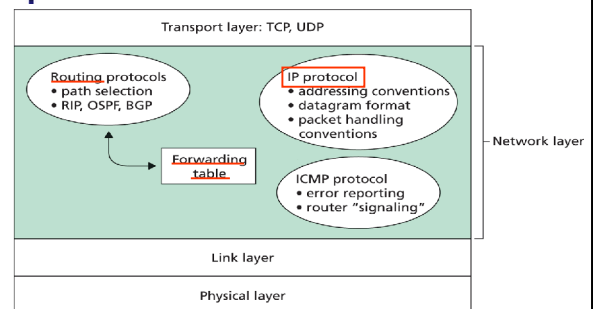 Transport layer: TCP, UDP
Routing protocols
• path selection
• RIP, OSPF, BGP
IP protocol
• addressing conventions
• datagram format
• packet handling
conventions
Network layer
Forwarding
table
ICMP protocol
• error reporting
• router “signaling”
Link layer
Physical layer